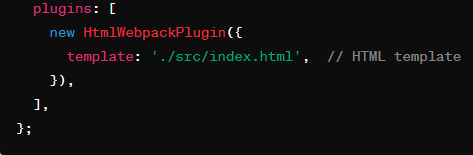 plugins: [
new HtmlWebpackPlugin({
template: './src/index.html',  // HTML template
}),
],
};